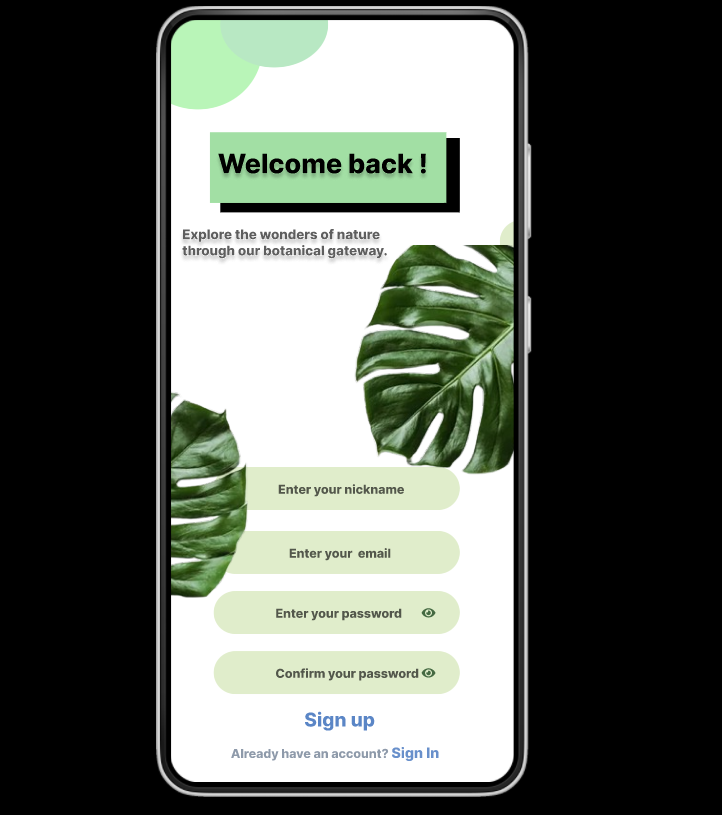 Welcome back !
Explore the wonders of nature
through our botanical gateway.
Enter your nickname
Enter your  email
Enter your password
Confirm your password
Sign up
Already have an account? Sign In